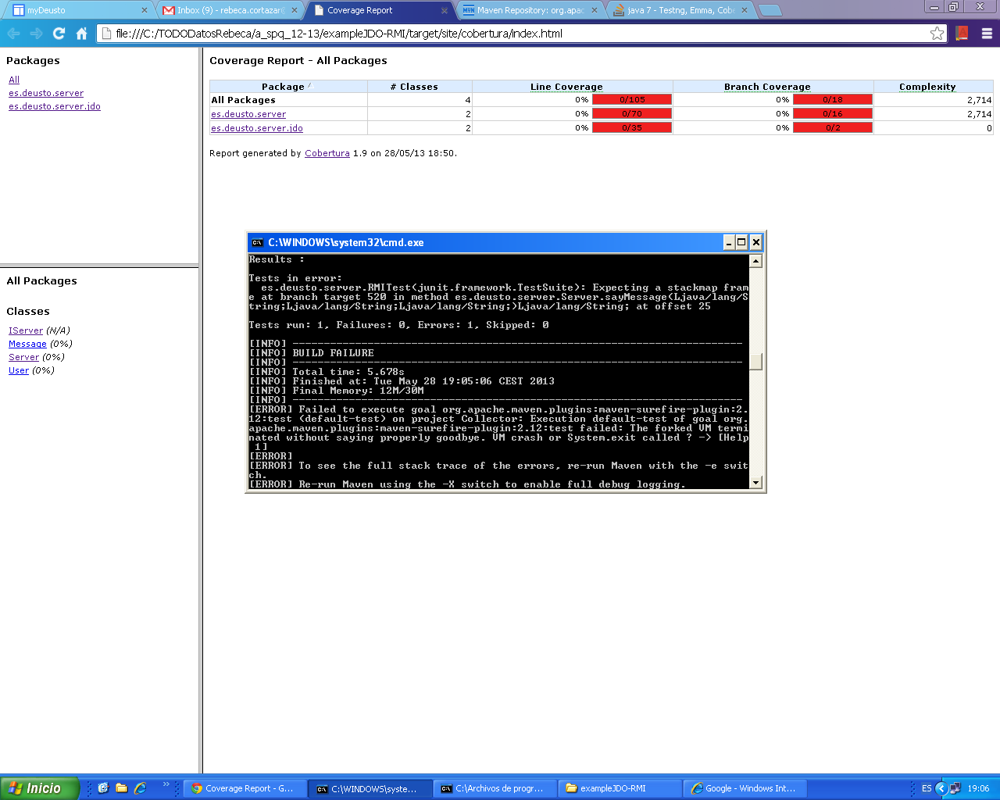 myDeusto
Inbox (9) - rebeca.cortazar@
Coverage Report
Maven Repository: org.apac
java 7 - Testng, Emma, Cobe
file:///C:/TODODatosRebeca/a_spq_12-13/exampleJDO-RMI/target/site/cobertura/index.html
Packages
All
es.deusto.server
es.deusto.server.jdo
All Packages
Classes
IServer (N/A)
Message (0%)
Server (0%)
User (0%)
Coverage Report - All Packages
Package # Classes Line Coverage Branch Coverage Complexity
All Packages 4 0% 0/105 0% 0/18 2,714
es.deusto.server 2 0% 0/70 0% 0/16 2,714
es.deusto.server.jdo 2 0% 0/35 0% 0/2 0
Report generated by Cobertura 1.9 on 28/05/13 18:50.
C:\WINDOWS\system32\cmd.exe
Results :
Tests in error:
es.deusto.server.RMITest(junit.framework.TestSuite): Expecting a stackmap fram
e at branch target 520 in method es.deusto.server.Server.sayMessage(Ljava/lang/S
tring;Ljava/lang/String;Ljava/lang/String;)Ljava/lang/String; at offset 25
Tests run: 1, Failures: 0, Errors: 1, Skipped: 0
[INFO] ------------------------------------------------------------------------
[INFO] BUILD FAILURE
[INFO] ------------------------------------------------------------------------
[INFO] Total time: 5.678s
[INFO] Finished at: Tue May 28 19:05:06 CEST 2013
[INFO] Final Memory: 12M/30M
[INFO] ------------------------------------------------------------------------
[ERROR] Failed to execute goal org.apache.maven.plugins:maven-surefire-plugin:2.
12:test (default-test) on project Collector: Execution default-test of goal org.
apache.maven.plugins:maven-surefire-plugin:2.12:test failed: The forked VM termi
nated without saying properly goodbye. VM crash or System.exit called ? -> [Help
1]
[ERROR]
[ERROR] To see the full stack trace of the errors, re-run Maven with the -e swit
ch.
[ERROR] Re-run Maven using the -X switch to enable full debug logging.
Inicio
Coverage Report - G...
C:\WINDOWS\syste...
C:\Archivos de progr...
exampleJDO-RMI
Google - Windows Int...
ES
19:06